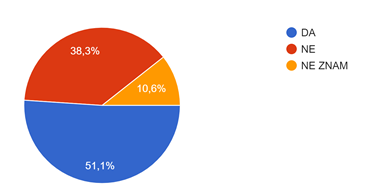 38,3%
10,6%
51,1%
DA
NE
NE ZNAM